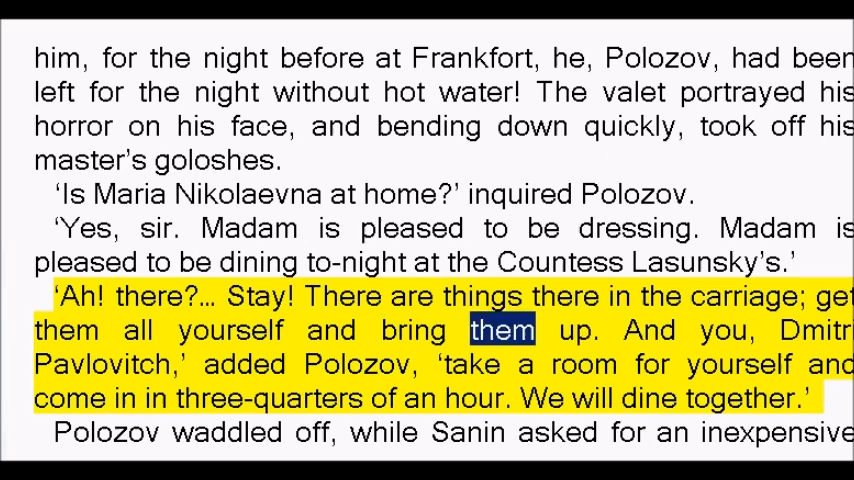 him, for the night before at Frankfort, he, Polozov, had been
left for the night without hot water! The valet portrayed his
horror on his face, and bending down quickly, took off his
master’s goloshes.
‘Is Maria Nikolaevna at home?’ inquired Polozov.
‘Yes, sir. Madam is pleased to be dressing. Madam is
pleased to be dining to-night at the Countess Lasunsky’s.’
‘Ah! there?… Stay! There are things there in the carriage; get
them all yourself and bring them up. And you, Dmitri
Pavlovitch,’ added Polozov, ‘take a room for yourself and
come in in three-quarters of an hour. We will dine together.’
Polozov waddled off, while Sanin asked for an inexpensive